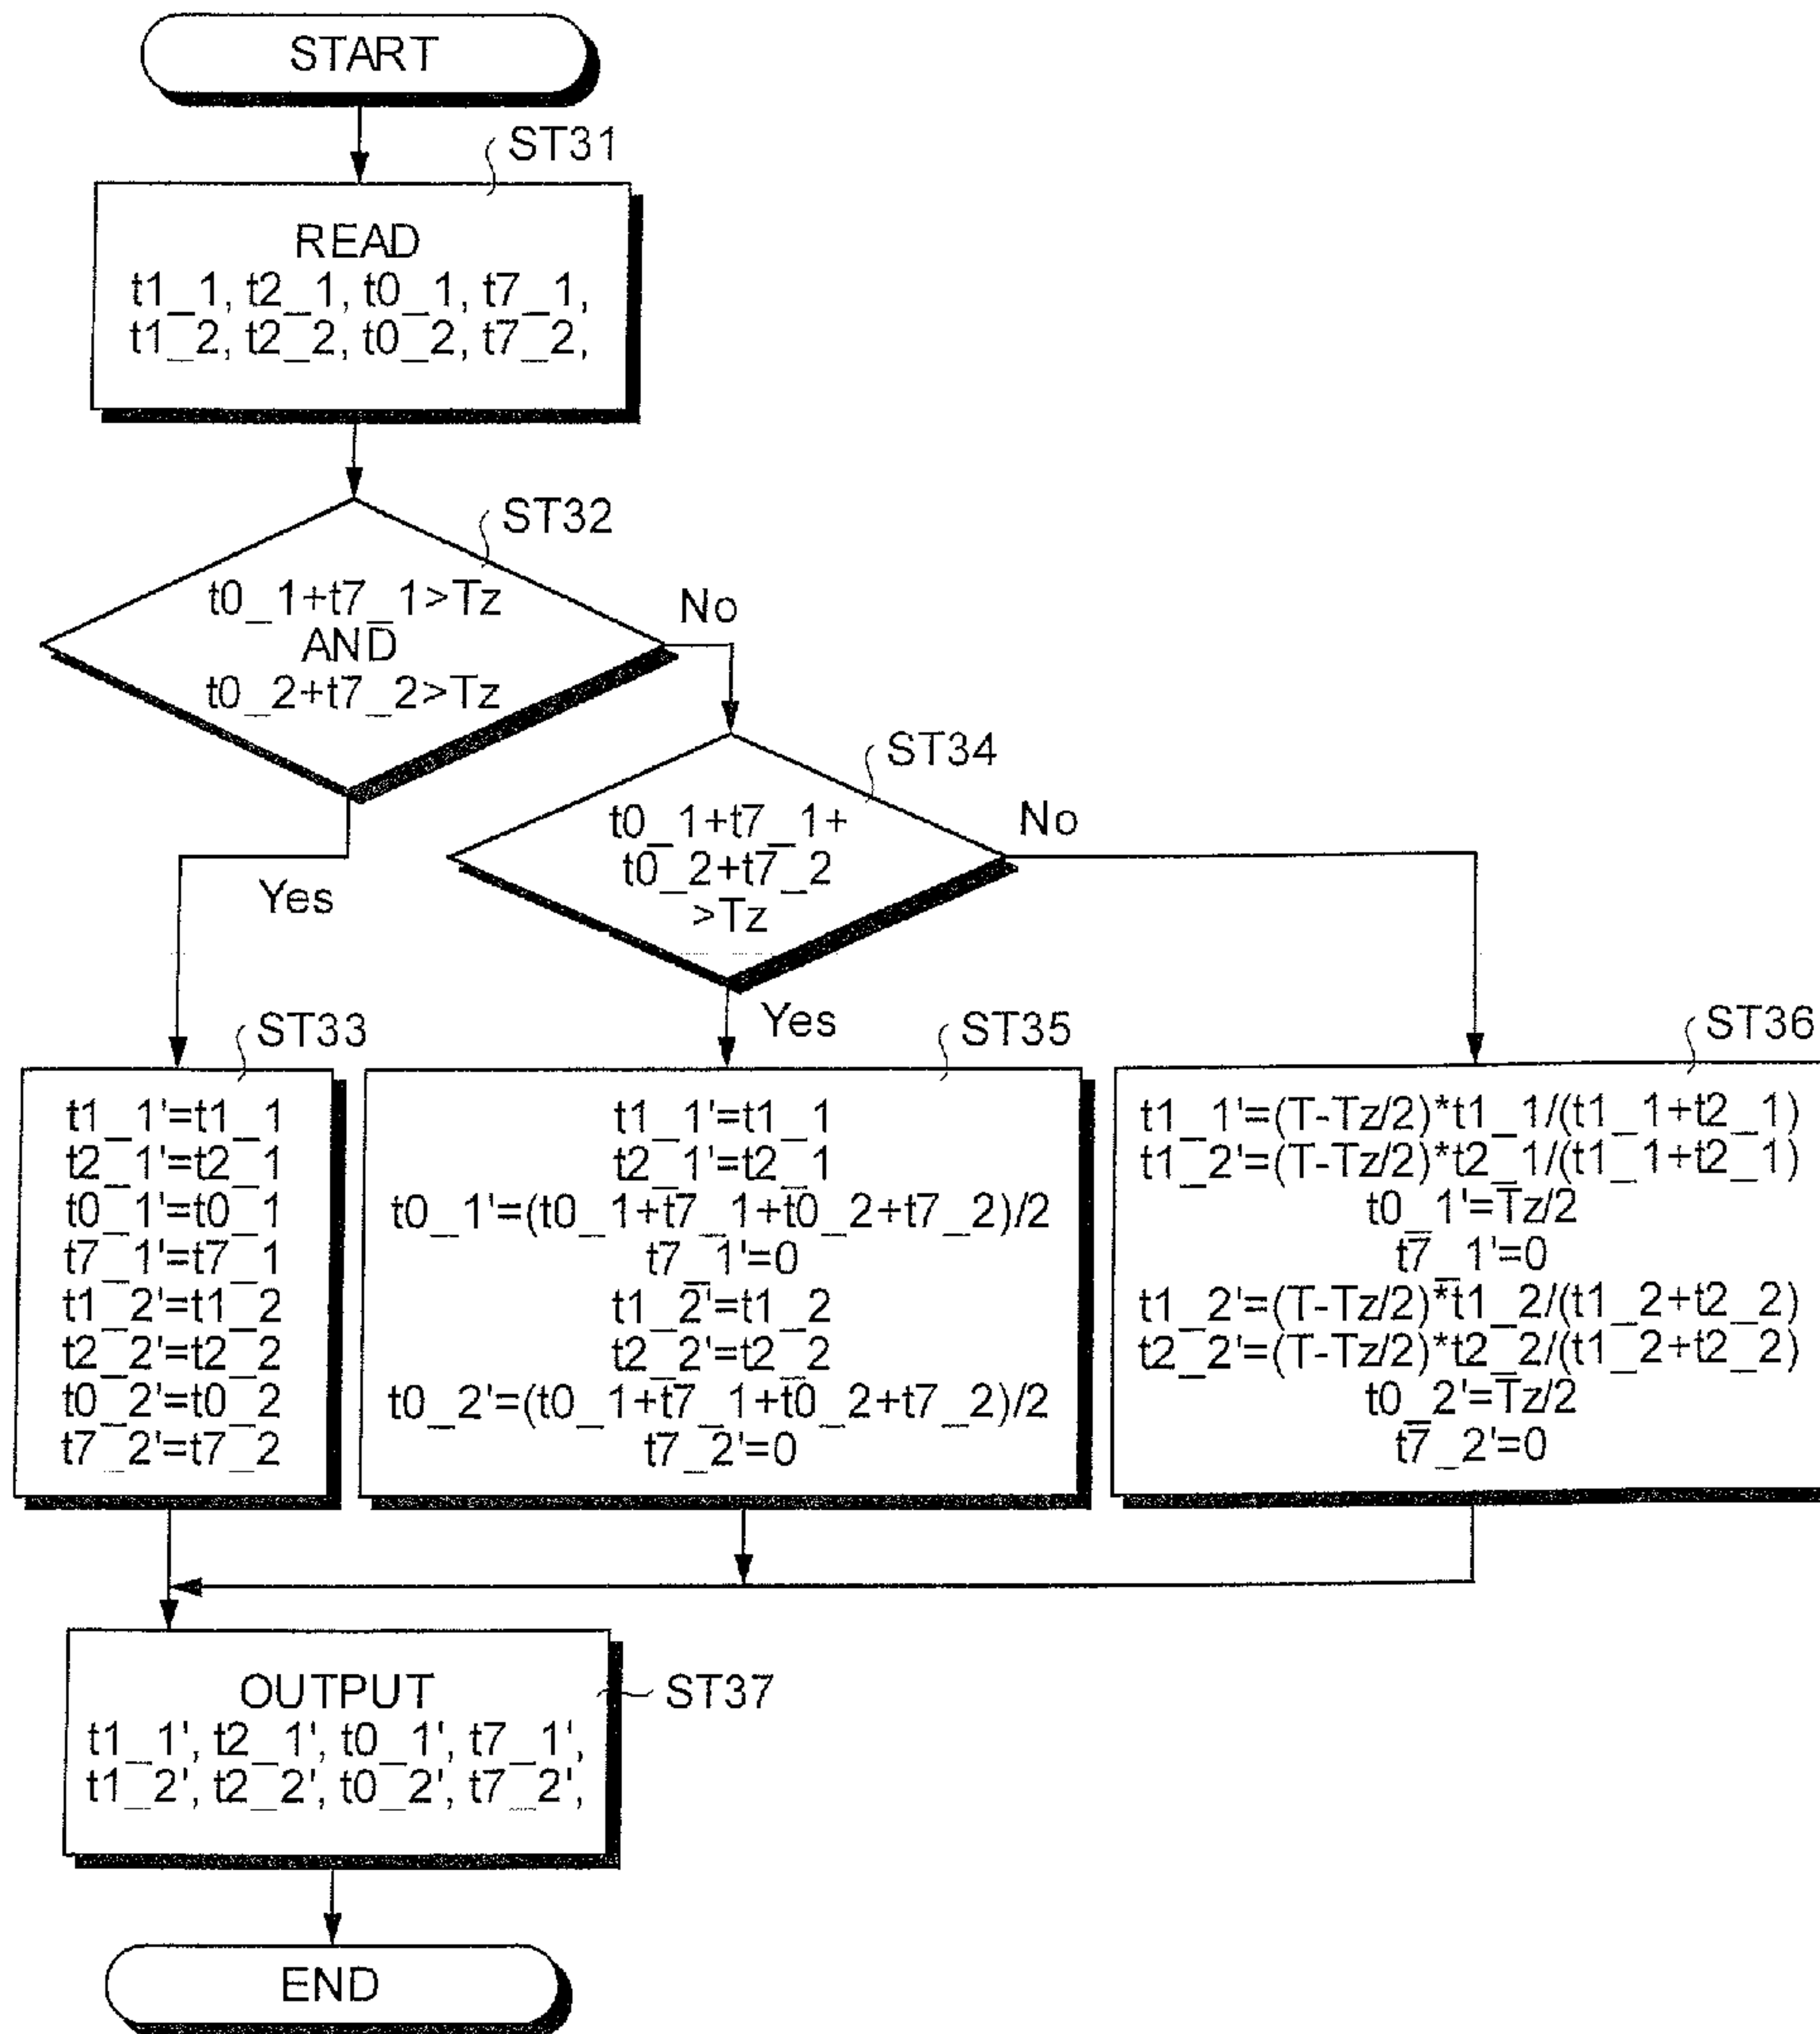 START
ST31
READ
t1_1, t2_1, t0_1, t7_1,
t1_2, t2_2, t0_2, t7_2,
ST32
t0_1+t7_1>Tz
AND
t0_2+t7_2>Tz
No
Yes
ST34
t0_1+t7_1+
t0_2+t7_2
>Tz
No
Yes
ST33
t1_1'=t1_1
t2_1'=t2_1
t0_1'=t0_1
t7_1'=t7_1
t1_2'=t1_2
t2_2'=t2_2
t0_2'=t0_2
t7_2'=t7_2
ST35
t1_1'=t1_1
t2_1'=t2_1
t0_1'=(t0_1+t7_1+t0_2+t7_2)/2
t7_1'=0
t1_2'=t1_2
t2_2'=t2_2
t0_2'=(t0_1+t7_1+t0_2+t7_2)/2
t7_2'=0
ST36
t1_1'=(T-Tz/2)*t1_1/(t1_1+t2_1)
t1_2'=(T-Tz/2)*t2_1/(t1_1+t2_1)
t0_1'=Tz/2
t7_1'=0
t1_2'=(T-Tz/2)*t1_2/(t1_2+t2_2)
t2_2'=(T-Tz/2)*t2_2/(t1_2+t2_2)
t0_2'=Tz/2
t7_2'=0
OUTPUT
t1_1', t2_1', t0_1', t7_1',
t1_2', t2_2', t0_2', t7_2',
ST37
END